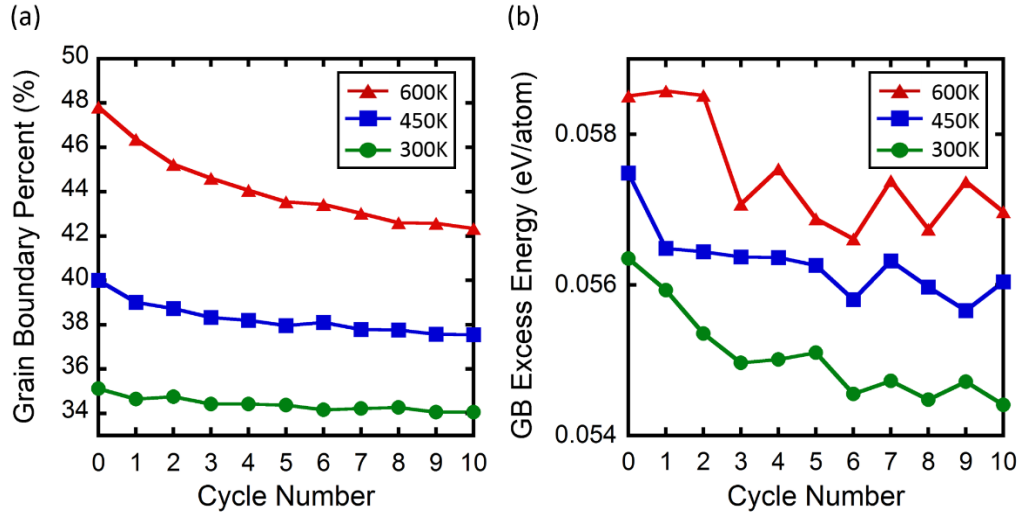 (a)
Grain Boundary Percent (%)
50
48
46
44
42
40
38
36
34
600K
450K
300K
0 1 2 3 4 5 6 7 8 9 10
Cycle Number
(b)
GB Excess Energy (eV/atom)
0.058
0.056
0.054
600K
450K
300K
0 1 2 3 4 5 6 7 8 9 10
Cycle Number